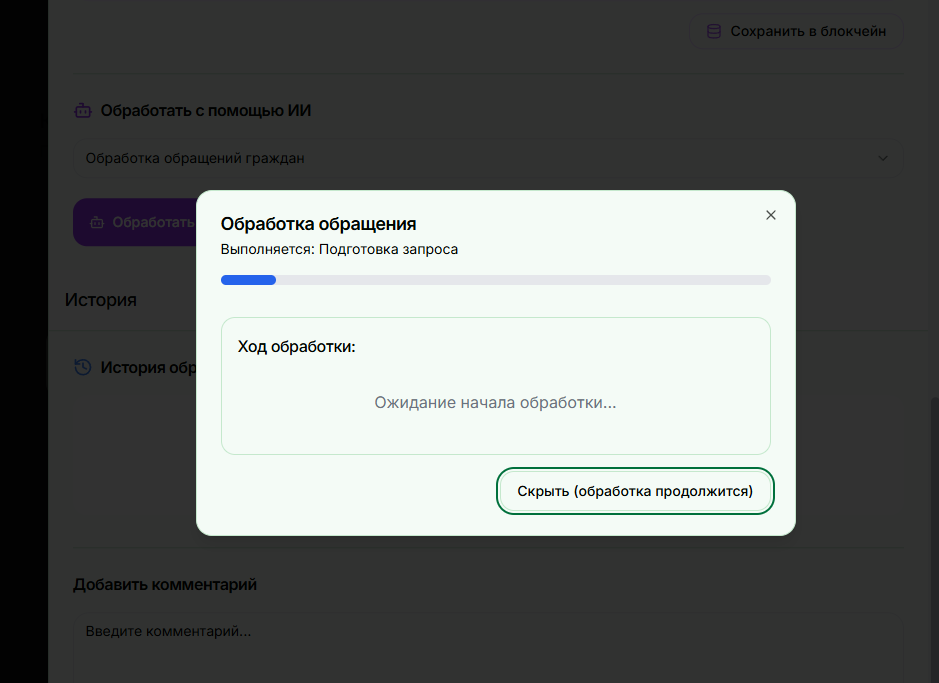 Сохранить в блокчейн
Обработать с помощью ИИ
Обработка обращений граждан
Обработать
Обработка обращения
Выполняется: Подготовка запроса
История
Ход обработки:
История обр
Ожидание начала обработки...
Скрыть (обработка продолжится)
Добавить комментарий
Введите комментарий...